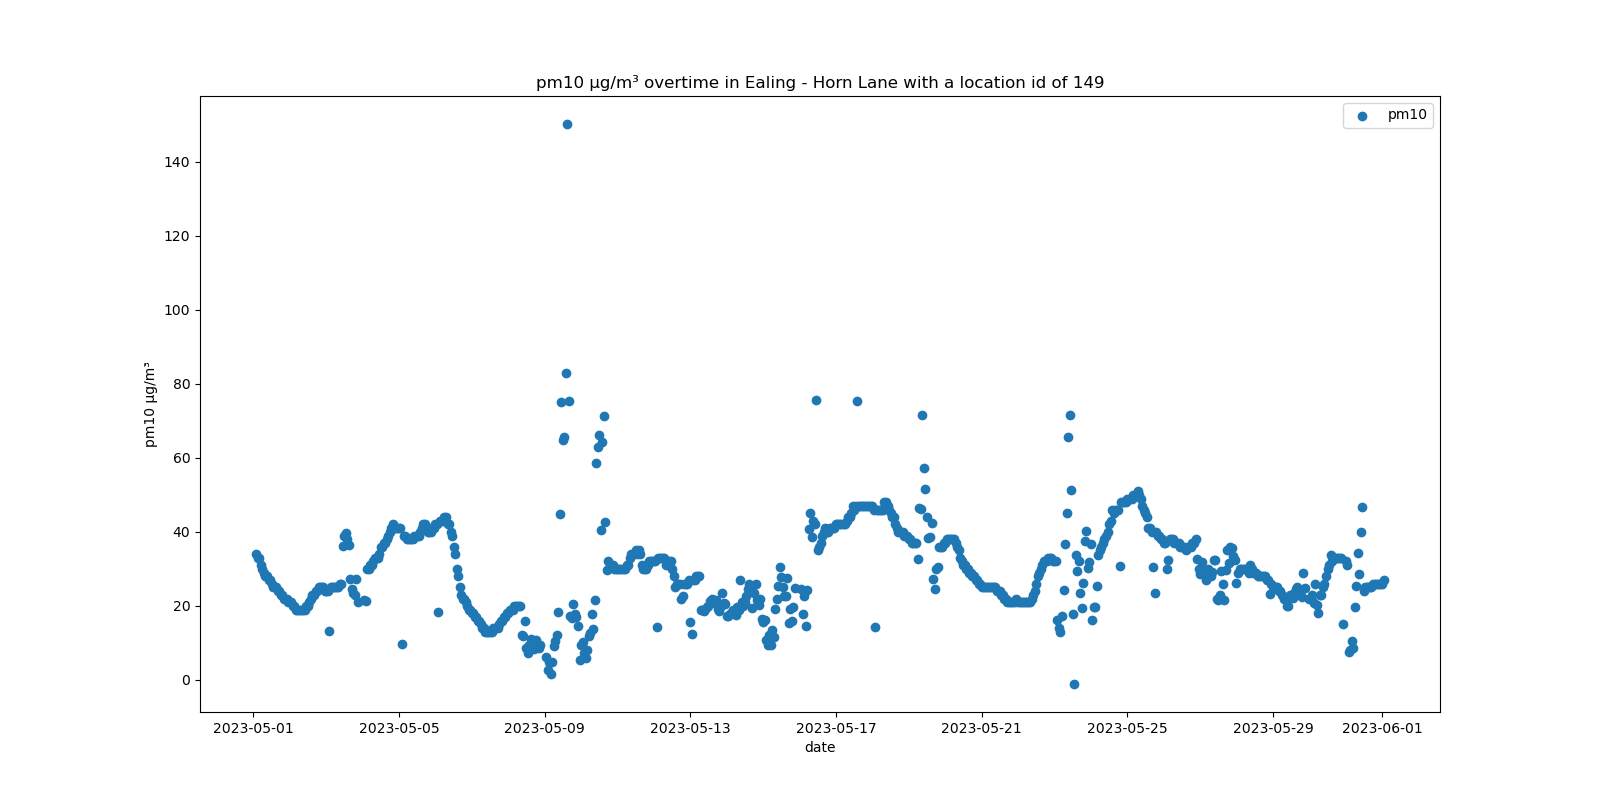 pm10 μg/m³ overtime in Ealing - Horn Lane with a location id of 149
pm10
140
120
100
80
60
40
20
0
pm10 μg/m³
2023-05-01 2023-05-05 2023-05-09 2023-05-13 2023-05-17 2023-05-21 2023-05-25 2023-05-29 2023-06-01
date